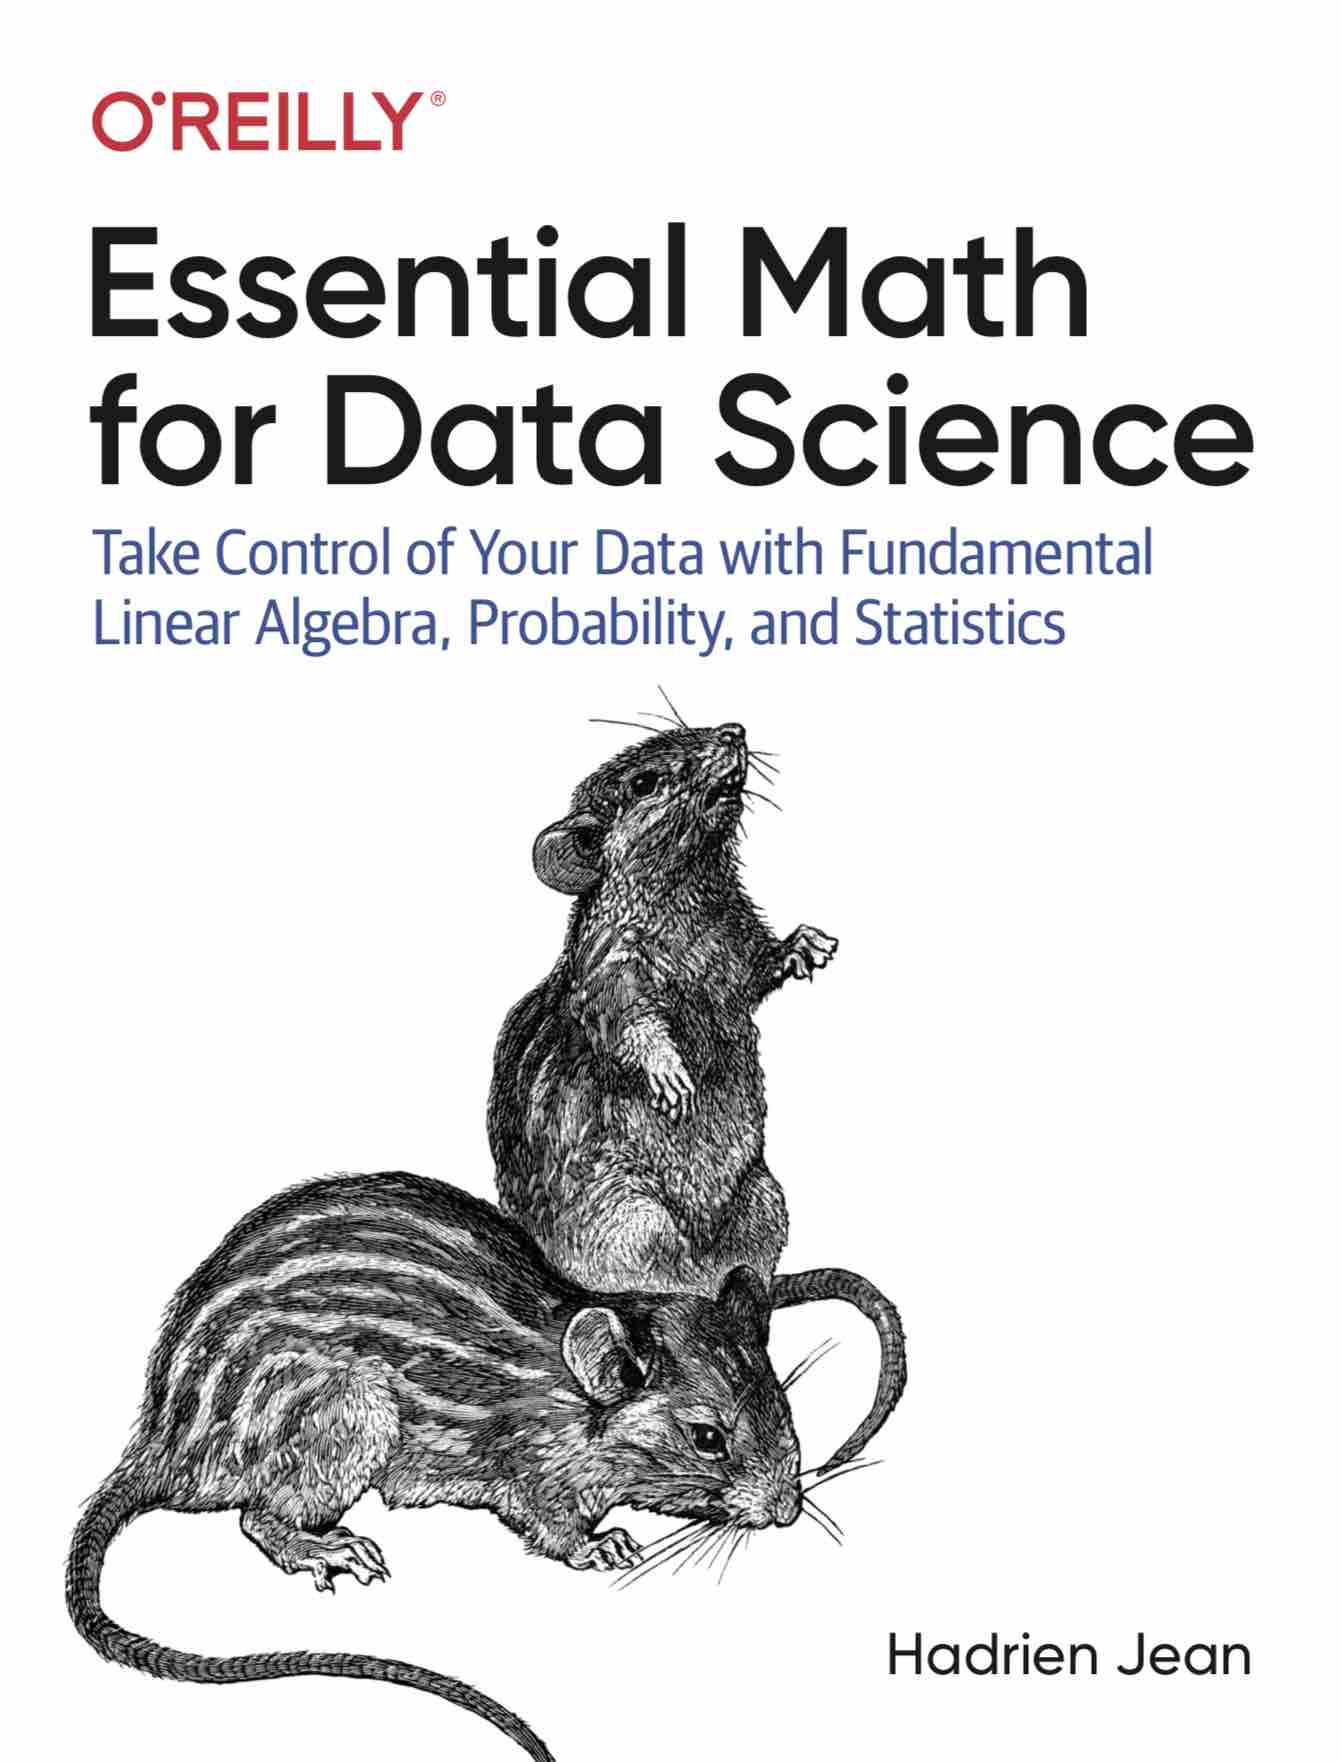 O'REILLY®
Essential Math
for Data Science
Take Control of Your Data with Fundamental
Linear Algebra, Probability, and Statistics
Hadrien Jean